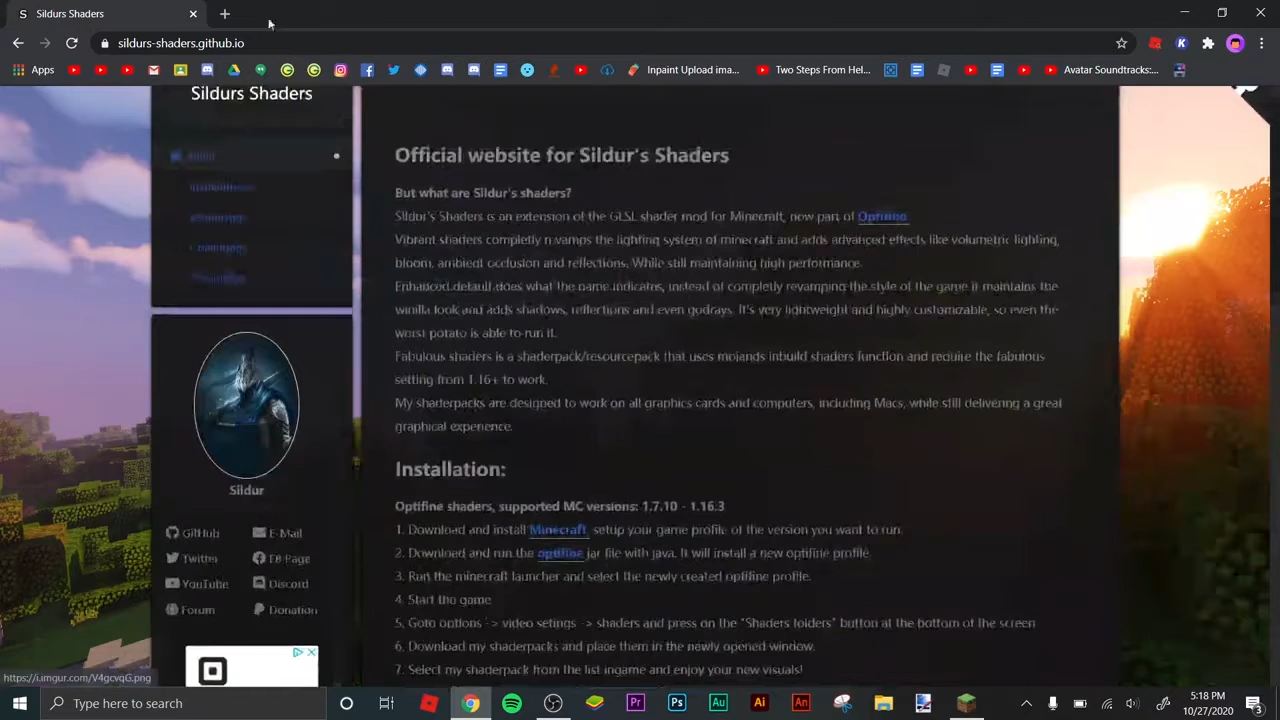 Sildurs Shaders
sildurs-shaders.github.io
Apps
Inpaint Upload ima...
Two Steps From Hel...
Avatar Soundtracks:...
Sildurs Shaders
Official website for Sildur's Shaders
But what are Sildur's shaders?
Sildur's Shaders is an extension of the GLSL shader mod for Minecraft, now part of Optifine
Vibrant shaders completly revamps the lighting system of minecraft and adds advanced effects like volumetric lighting,
bloom, ambient occlusion and reflections. While still maintaining high performance.
Enhanced default does what the name indicates, instead of completly revamping the style of the game it maintains the
vanilla look and adds shadows, reflections and even godrays. It's very lightweight and highly customizable, so even the
worst potato is able to run it.
Fabulous shaders is a shaderpack/resourcepack that uses mojands inbuild shaders function and require the fabulous
setting from 1.16+ to work.
My shaderpacks are designed to work on all graphics cards and computers, including Macs, while still delivering a great
graphical experience.
Sildur
GitHub
E-Mail
Twitter
FB Page
YouTube
Discord
Forum
Donation
Installation:
Optifine shaders, supported MC versions: 1.7.10 - 1.16.3
1. Download and install Minecraft, setup your game profile of the version you want to run.
2. Download and run the optifine jar file with java. It will install a new optifine profile.
3. Run the minecraft launcher and select the newly created optifine profile.
4. Start the game
5. Goto options -> video setings -> shaders and press on the "Shaders folders" button at the bottom of the screen
6. Download my shaderpacks and place them in the newly opened window.
7. Select my shaderpack from the list ingame and enjoy your new visuals!
https://i.imgur.com/V4gcvqG.png
Type here to search
5:18 PM
10/27/2020
3